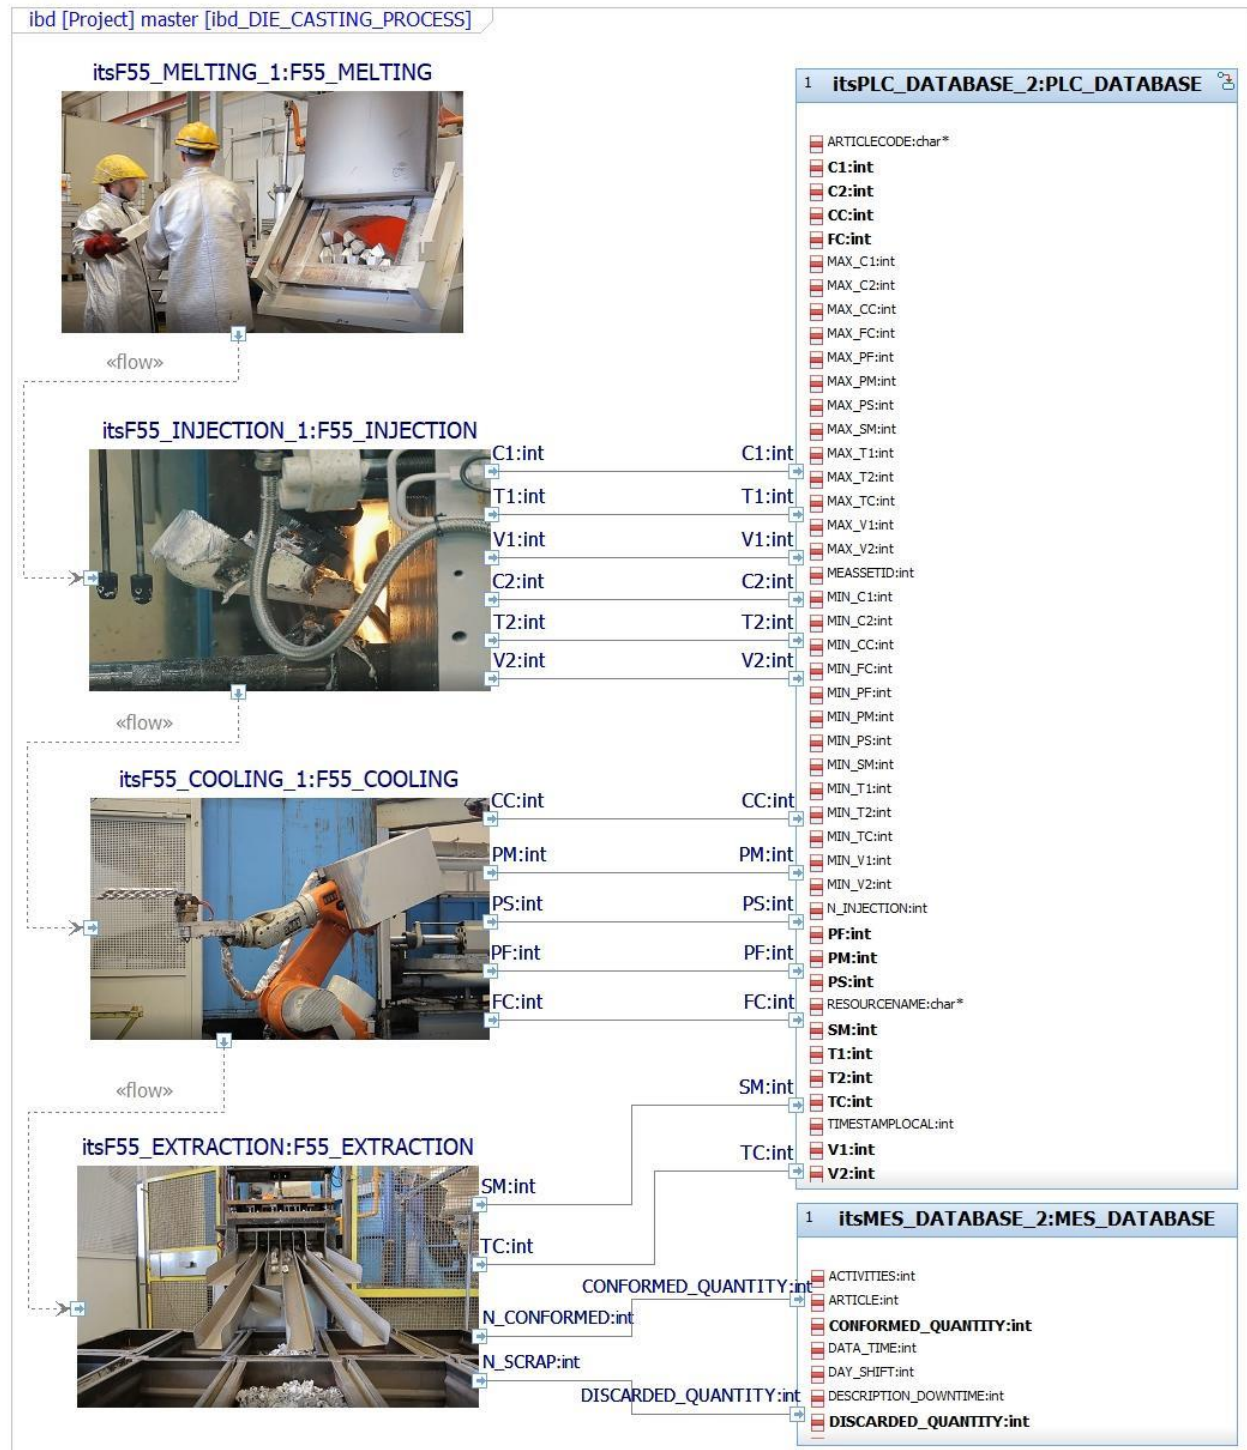 ibd [Project] master [ibd_DIE_CASTING_PROCESS]
itsF55_MELTING_1:F55_MELTING
«flow»
itsF55_INJECTION_1:F55_INJECTION
C1:int
T1:int
V1:int
C2:int
T2:int
V2:int
C1:int
T1:int
V1:int
C2:int
T2:int
V2:int
«flow»
itsF55_COOLING_1:F55_COOLING
CC:int
PM:int
PS:int
PF:int
FC:int
CC:int
PM:int
PS:int
PF:int
FC:int
«flow»
itsF55_EXTRACTION:F55_EXTRACTION
SM:int
TC:int
N_CONFORMED:int
N_SCRAP:int
SM:int
TC:int
CONFORMED_QUANTITY:int
DISCARDED_QUANTITY:int
1 itsPLC_DATABASE_2:PLC_DATABASE
ARTICLECODE:char*
C1:int
C2:int
CC:int
FC:int
MAX_C1:int
MAX_C2:int
MAX_CC:int
MAX_FC:int
MAX_PF:int
MAX_PM:int
MAX_PS:int
MAX_SM:int
MAX_T1:int
MAX_T2:int
MAX_TC:int
MAX_V1:int
MAX_V2:int
MEASSETID:int
MIN_C1:int
MIN_C2:int
MIN_CC:int
MIN_FC:int
MIN_PF:int
MIN_PM:int
MIN_PS:int
MIN_SM:int
MIN_T1:int
MIN_T2:int
MIN_TC:int
MIN_V1:int
MIN_V2:int
N_INJECTION:int
PF:int
PM:int
PS:int
RESOURCENAME:char*
SM:int
T1:int
T2:int
TC:int
TIMESTAMPLOCAL:int
V1:int
V2:int
1 itsMES_DATABASE_2:MES_DATABASE
ACTIVITIES:int
ARTICLE:int
CONFORMED_QUANTITY:int
DATA_TIME:int
DAY_SHIFT:int
DESCRIPTION_DOWNTIME:int
DISCARDED_QUANTITY:int